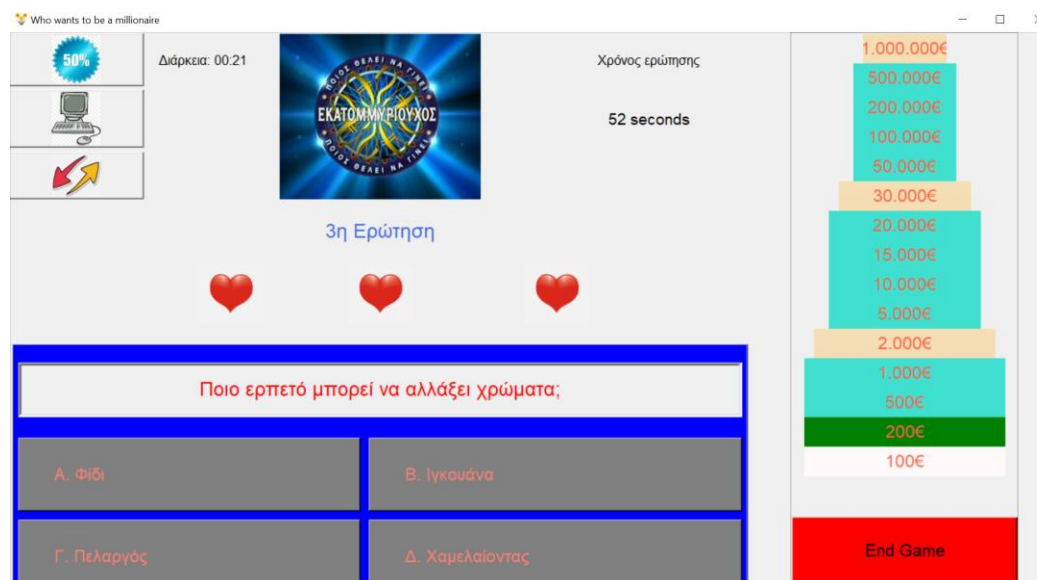 Who wants to be a millionaire
50%
Διάρκεια: 00:21
ΠΟΙΟΣ ΘΕΛΕΙ ΝΑ ΓΙΝΕΙ
ΕΚΑΤΟΜΜΥΡΙΟΥΧΟΣ
ΠΟΙΟΣ ΘΕΛΕΙ ΝΑ ΓΙΝΕΙ
Χρόνος ερώτησης
52 seconds
3η Ερώτηση
Ποιο ερπετό μπορεί να αλλάξει χρώματα;
Α. Φίδι
Β. Ιγκουάνα
Γ. Πελαργός
Δ. Χαμελαίοντας
1.000.000€
500.000€
200.000€
100.000€
50.000€
30.000€
20.000€
15.000€
10.000€
5.000€
2.000€
1.000€
500€
200€
100€
End Game